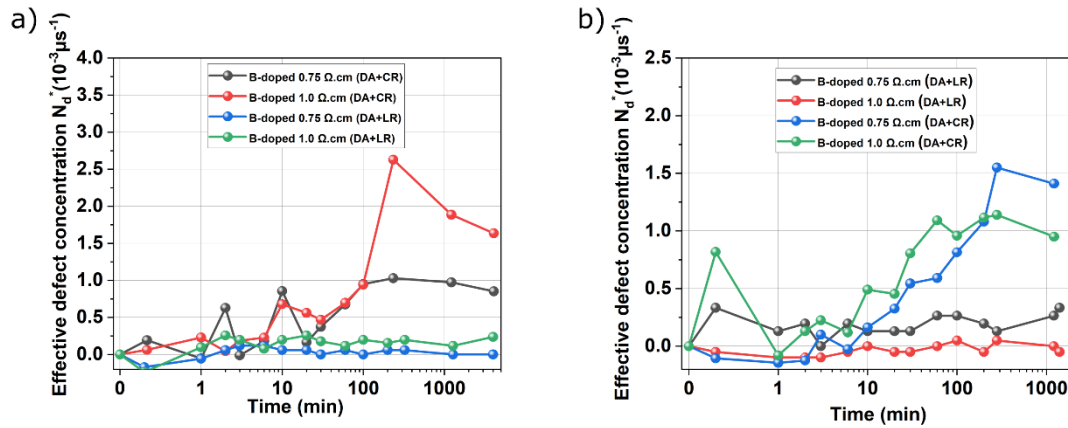 a)
Effective defect concentration N_d^* (10⁻³µs⁻¹)
4.0
3.5
3.0
2.5
2.0
1.5
1.0
0.5
0.0
B-doped 0.75 Ω.cm (DA+CR)
B-doped 1.0 Ω.cm (DA+CR)
B-doped 0.75 Ω.cm (DA+LR)
B-doped 1.0 Ω.cm (DA+LR)
0
1
10
100
1000
Time (min)
b)
Effective defect concentration N_d^* (10⁻³µs⁻¹)
2.5
2.0
1.5
1.0
0.5
0.0
B-doped 0.75 Ω.cm (DA+LR)
B-doped 1.0 Ω.cm (DA+LR)
B-doped 0.75 Ω.cm (DA+CR)
B-doped 1.0 Ω.cm (DA+CR)
0
1
10
100
1000
Time (min)